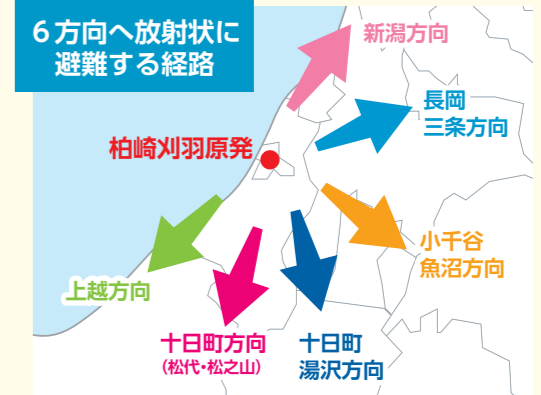 ６方向へ放射状に
避難する経路
新潟方向
長岡
三条方向
柏崎刈羽原発
小千谷
魚沼方向
上越方向
十日町方向
（松代・松之山）
十日町
湯沢方向